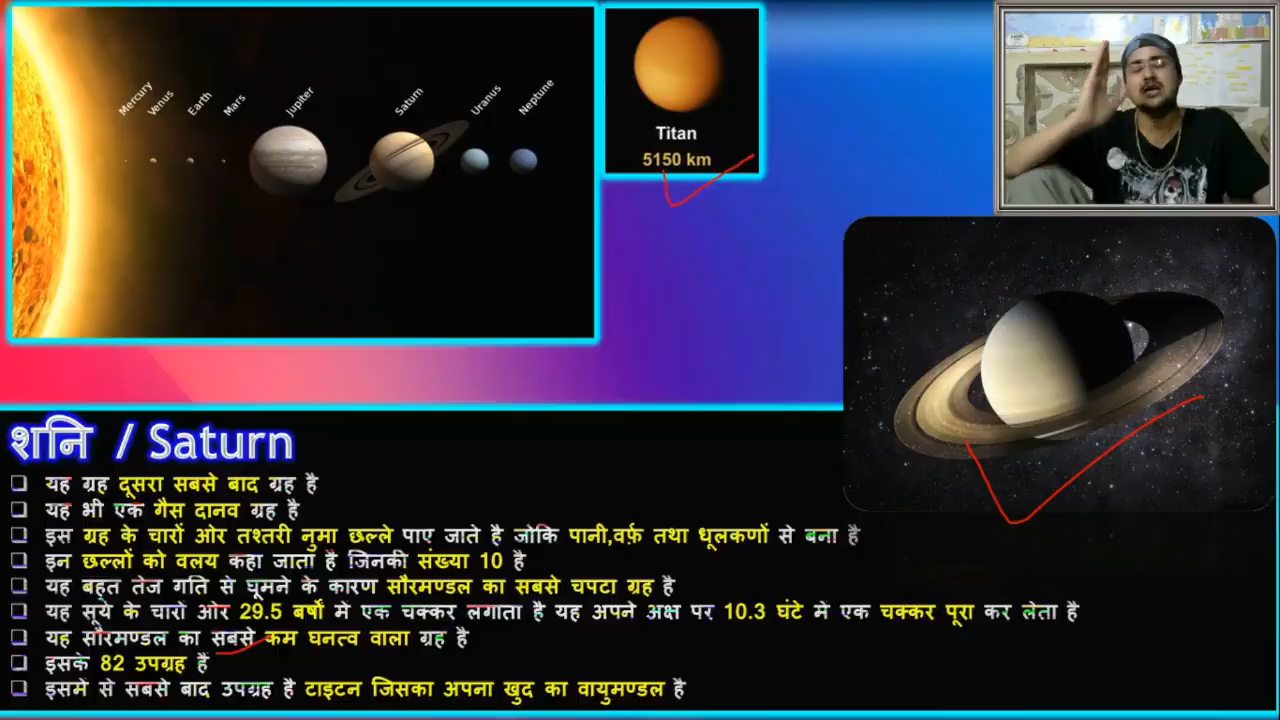 Mercury
Venus
Earth
Mars
Jupiter
Saturn
Uranus
Neptune
Titan
5150 km
शनि / Saturn
यह ग्रह दूसरा सबसे बाद ग्रह है
यह भी एक गैस दानव ग्रह है
इस ग्रह के चारों ओर तश्तरी नुमा छल्ले पाए जाते है जोकि पानी,वर्फ़ तथा धूलकणों से बना है
इन छल्लों को वलय कहा जाता है जिनकी संख्या 10 है
यह बहुत तेज गति से घूमने के कारण सौरमण्डल का सबसे चपटा ग्रह है
यह सूर्य के चारों ओर 29.5 बर्षो में एक चक्कर लगाता है यह अपने अक्ष पर 10.3 घंटे में एक चक्कर पूरा कर लेता है
यह सौरमण्डल का सबसे कम घनत्व वाला ग्रह है
इसके 82 उपग्रह है
इसमें से सबसे बाद उपग्रह है टाइटन जिसका अपना खुद का वायुमण्डल है